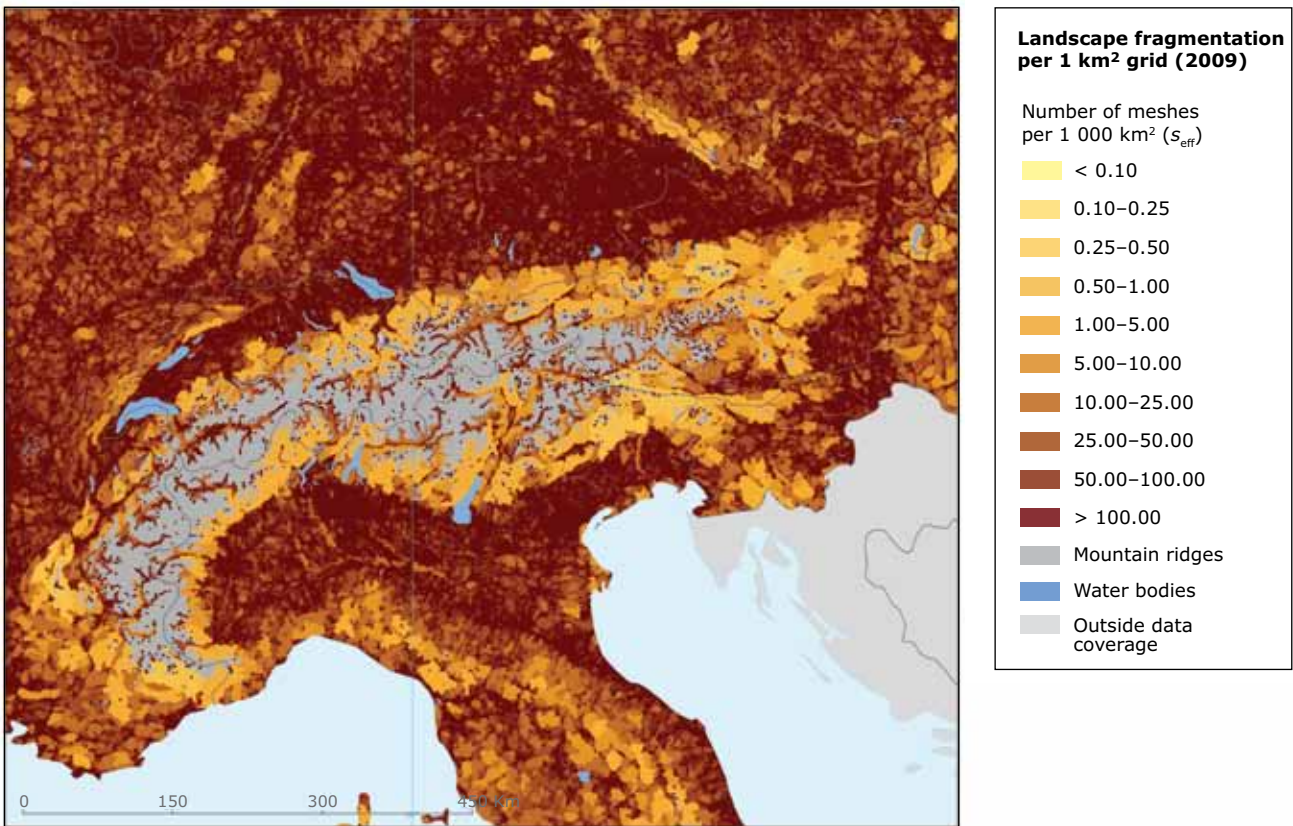 Landscape fragmentation
per 1 km² grid (2009)
Number of meshes
per 1 000 km² (seff)
< 0.10
0.10–0.25
0.25–0.50
0.50–1.00
1.00–5.00
5.00–10.00
10.00–25.00
25.00–50.00
50.00–100.00
> 100.00
Mountain ridges
Water bodies
Outside data
coverage
0 150 300 450 km